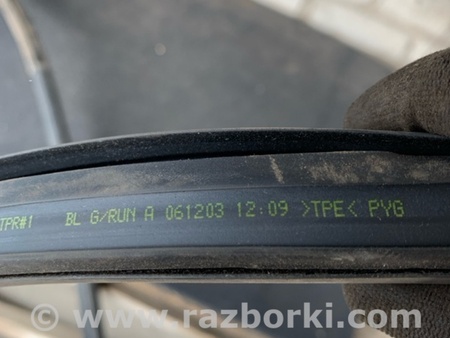 TPR#1 BL G/RUN A 061203 12:09 >TPE< PYG
www.razborki.com